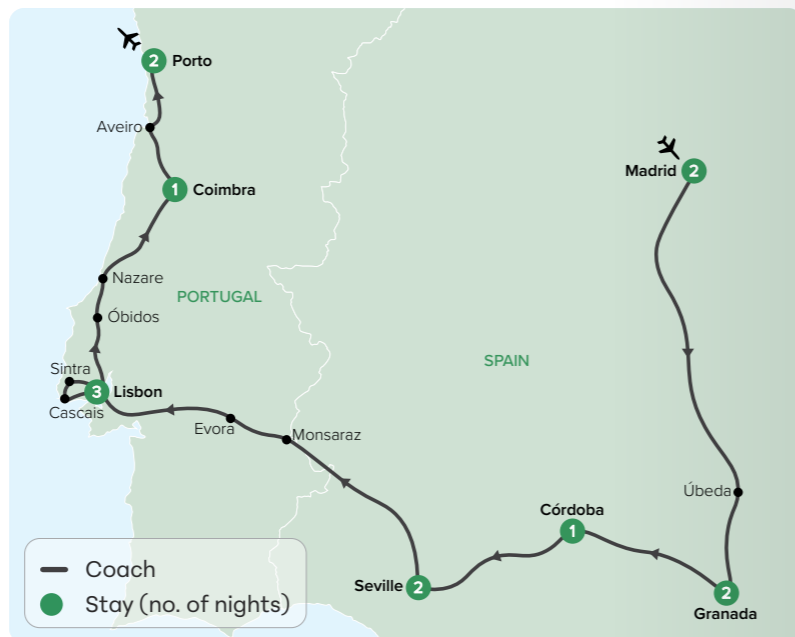 2 Porto
Aveiro
Madrid 2
1 Coimbra
Nazare
PORTUGAL
Óbidos
SPAIN
Sintra
3 Lisbon
Cascais
Evora
Monsaraz
Úbeda
Córdoba
1
Seville 2
2
Granada
Coach
Stay (no. of nights)